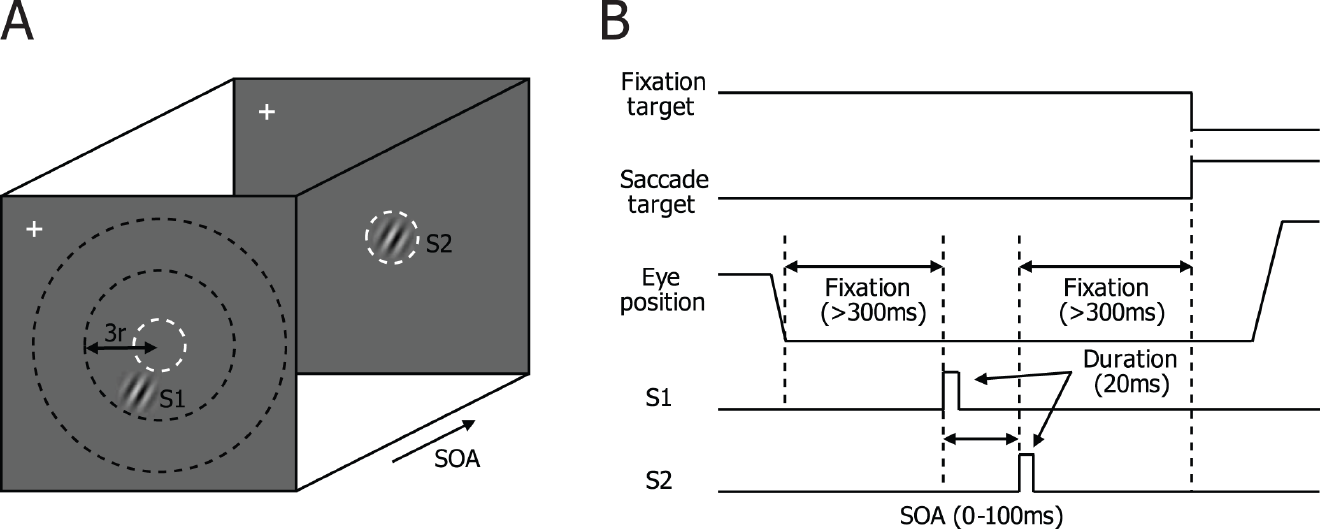 A
B
3r
S1
S2
SOA
Fixation
target
Saccade
target
Eye
position
Fixation
(>300ms)
Fixation
(>300ms)
Duration
(20ms)
S1
S2
SOA (0-100ms)